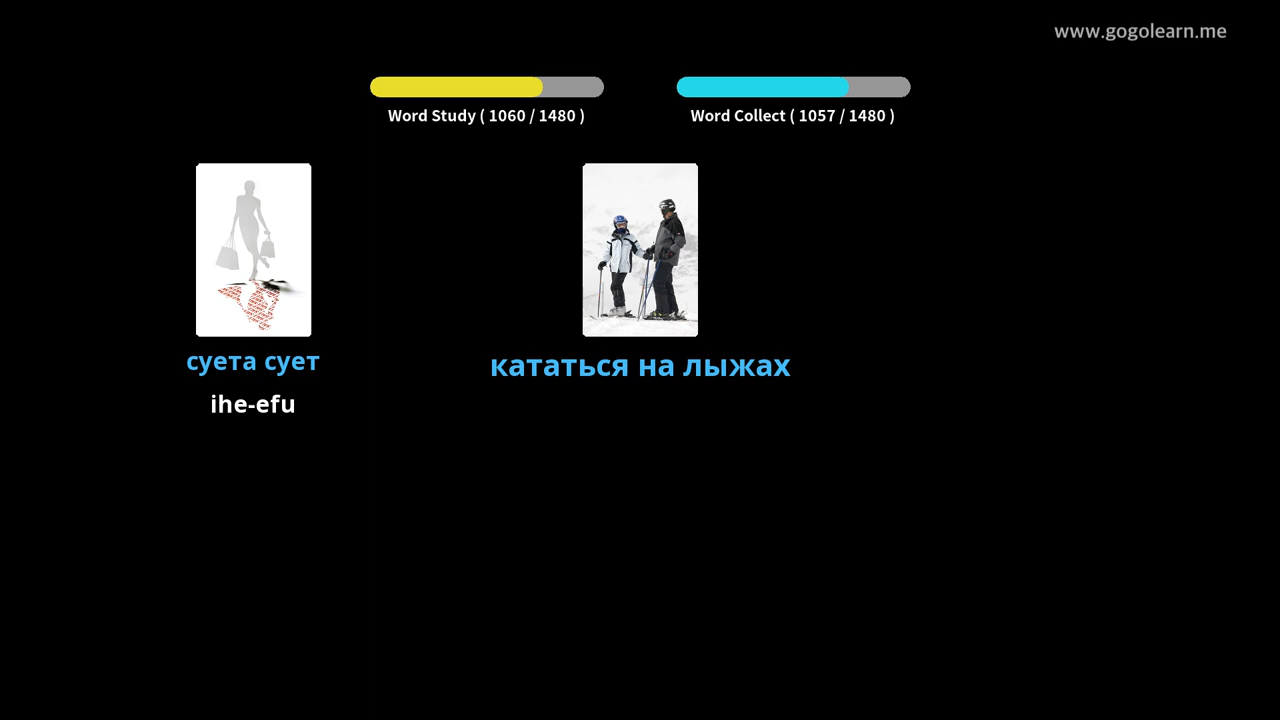 www.gogolearn.me
Word Study ( 1060 / 1480 )
Word Collect ( 1057 / 1480 )
суета сует
ihe-efu
кататься на лыжах